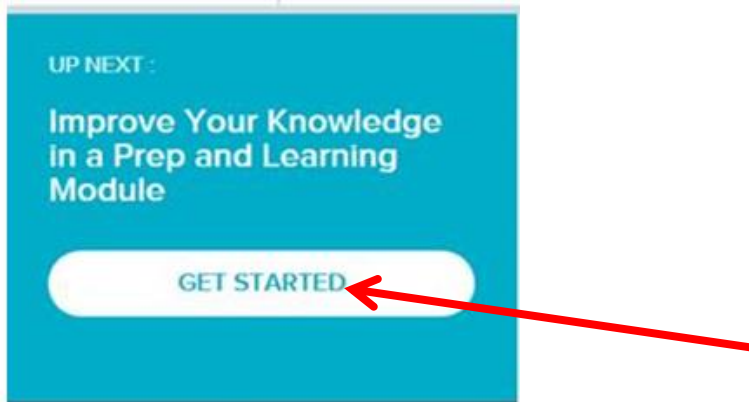 UP NEXT :
Improve Your Knowledge
in a Prep and Learning
Module
GET STARTED